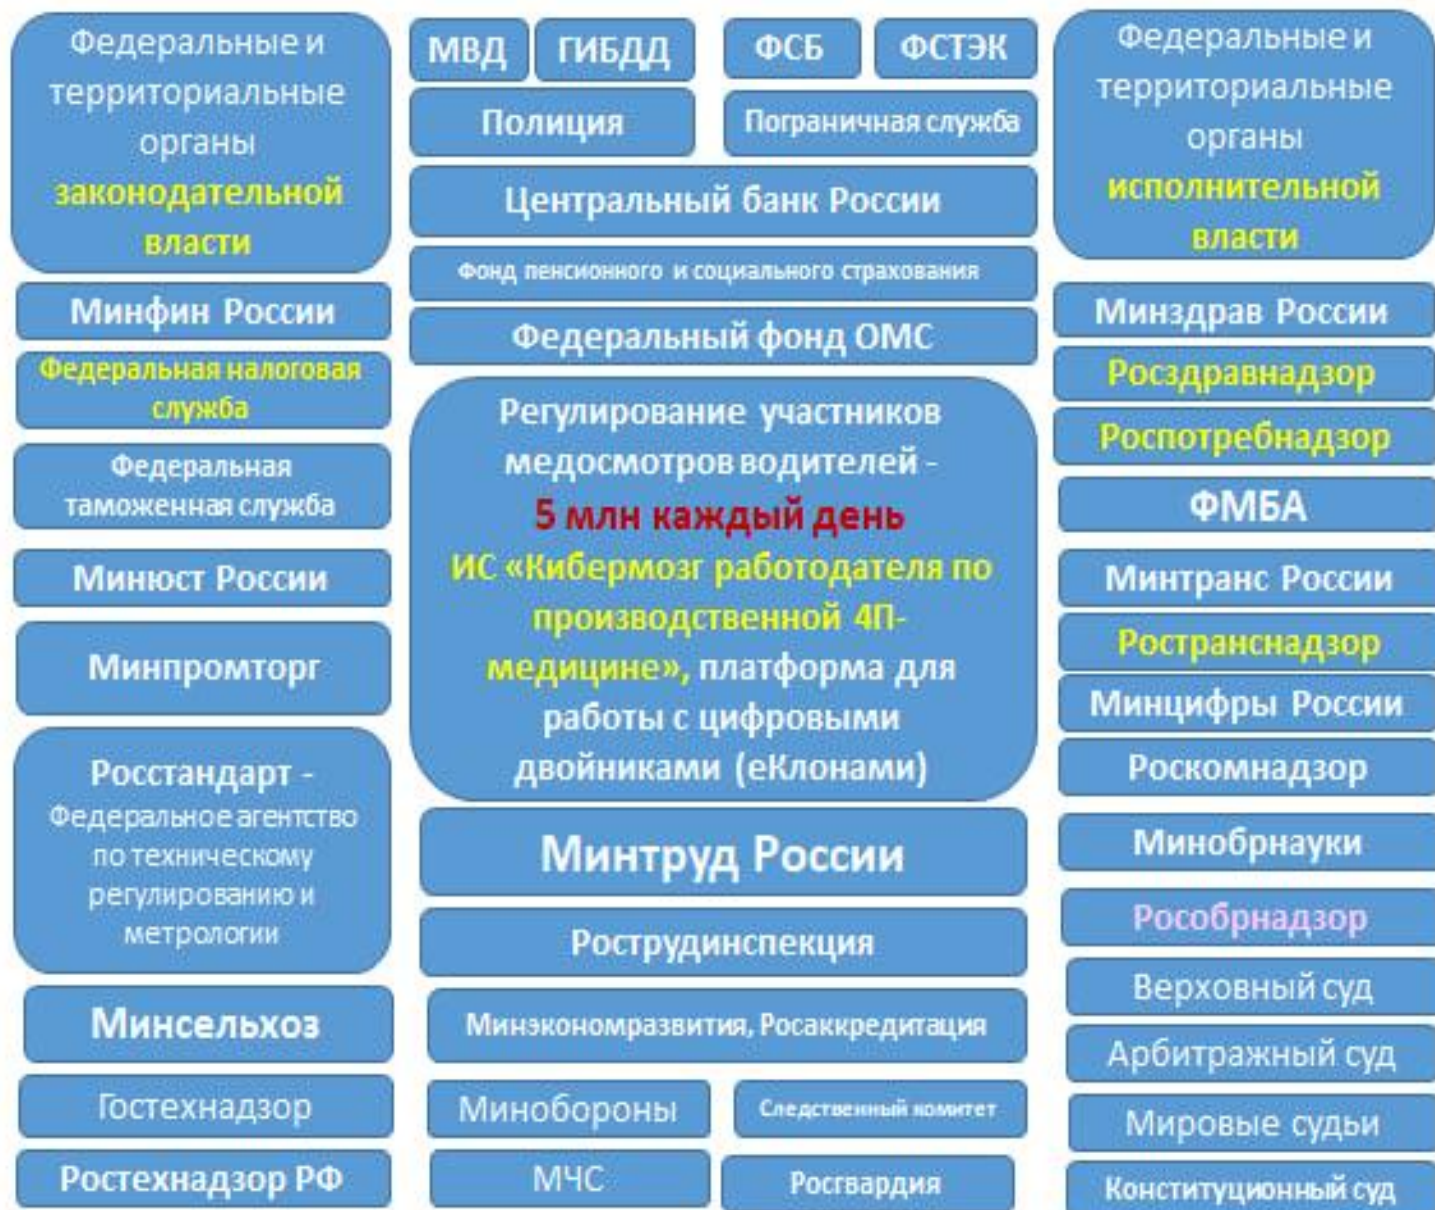 Федеральные и
территориальные
органы
законодательной
власти
Минфин России
Федеральная налоговая
служба
Федеральная
таможенная служба
Минюст России
Минпромторг
Росстандарт -
Федеральное агентство
по техническому
регулированию и
метрологии
Минсельхоз
Гостехнадзор
Ростехнадзор РФ
МВД
ГИБДД
ФСБ
ФСТЭК
Полиция
Пограничная служба
Центральный банк России
Фонд пенсионного и социального страхования
Федеральный фонд ОМС
Регулирование участников
медосмотров водителей -
5 млн каждый день
ИС «Кибермозг работодателя по
производственной 4П-
медицине», платформа для
работы с цифровыми
двойниками (еКлонами)
Минтруд России
Рострудинспекция
Минэкономразвития, Росаккредитация
Минобороны
Следственный комитет
МЧС
Росгвардия
Федеральные и
территориальные
органы
исполнительной
власти
Минздрав России
Росздравнадзор
Роспотребнадзор
ФМБА
Минтранс России
Ространснадзор
Минцифры России
Роскомнадзор
Минобрнауки
Рособрнадзор
Верховный суд
Арбитражный суд
Мировые судьи
Конституционный суд